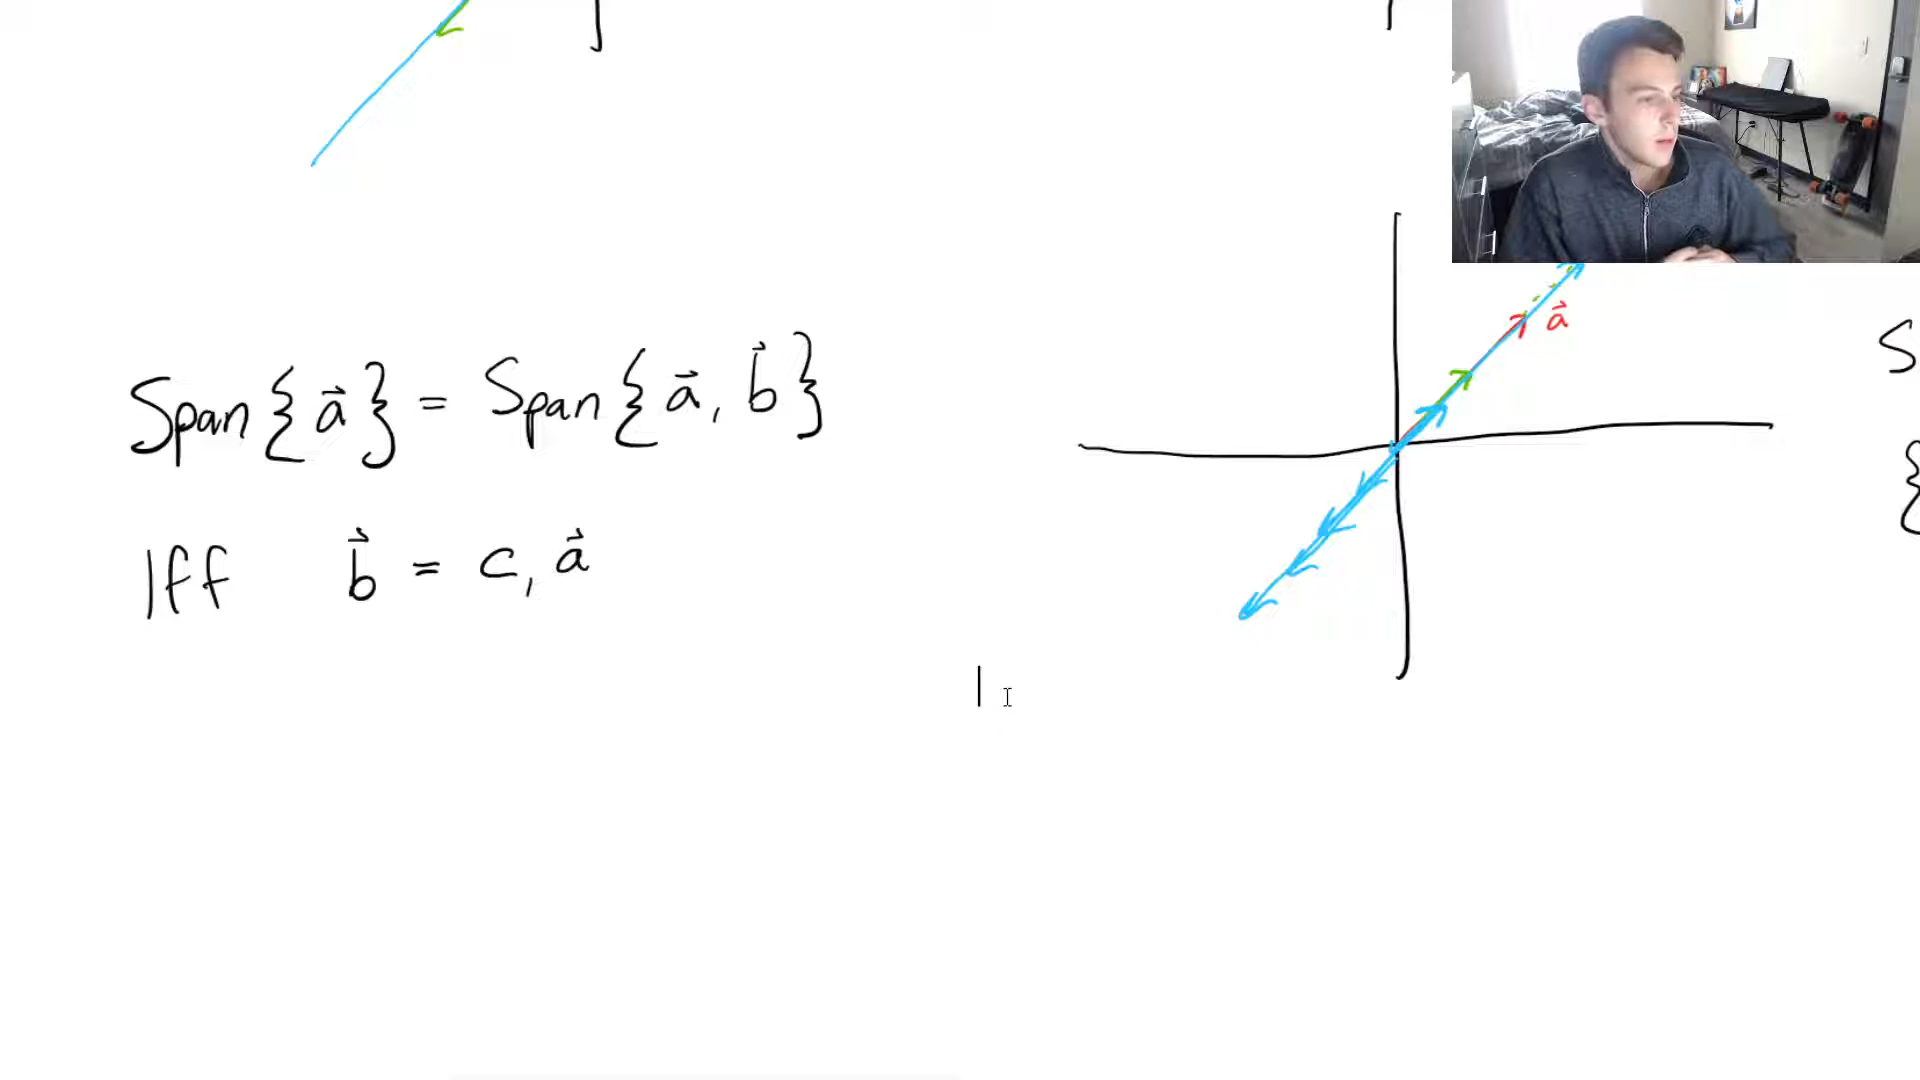 Span{a⃗} = Span{a⃗, b⃗}
Iff b⃗ = c₁a⃗
a⃗
S
{